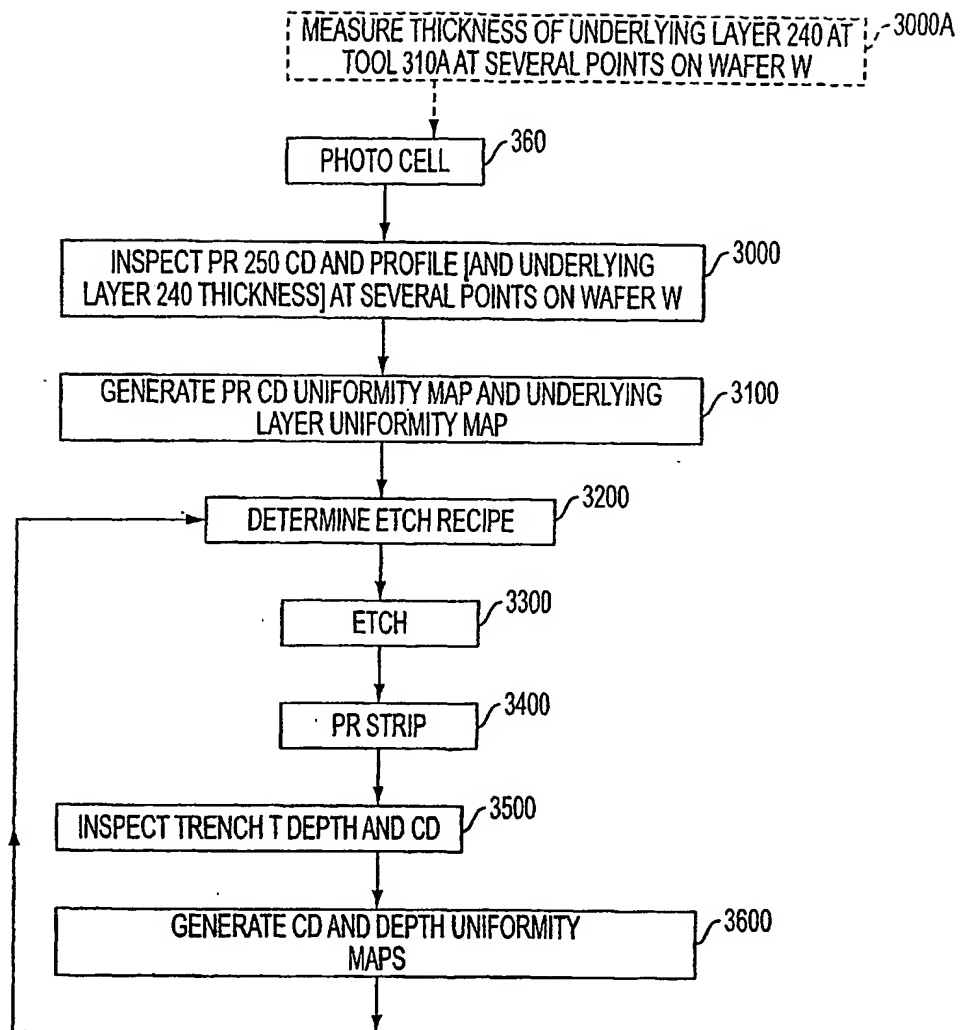 MEASURE THICKNESS OF UNDERLYING LAYER 240 AT
TOOL 310A AT SEVERAL POINTS ON WAFER W
3000A
PHOTO CELL
360
INSPECT PR 250 CD AND PROFILE [AND UNDERLYING
LAYER 240 THICKNESS] AT SEVERAL POINTS ON WAFER W
3000
GENERATE PR CD UNIFORMITY MAP AND UNDERLYING
LAYER UNIFORMITY MAP
3100
DETERMINE ETCH RECIPE
3200
ETCH
3300
PR STRIP
3400
INSPECT TRENCH T DEPTH AND CD
3500
GENERATE CD AND DEPTH UNIFORMITY
MAPS
3600